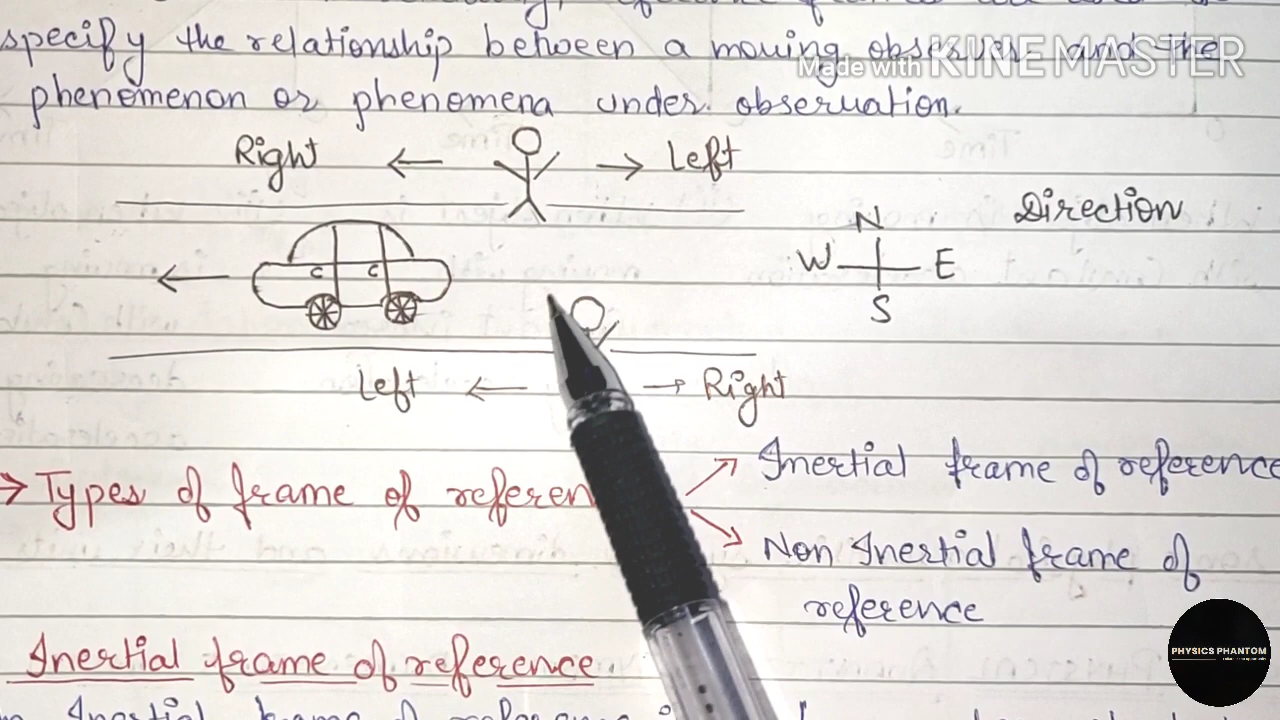 specify the relationship between a moving observer and the
Made with KINEMASTER
phenomenon or phenomena under observation.
Right ← → Left
Direction
N
W E
S
C C
Left ← → Right
→ Types of frame of referen
Inertial frame of reference
Non Inertial frame of
reference
Inertial frame of reference
PHYSICS PHANTOM